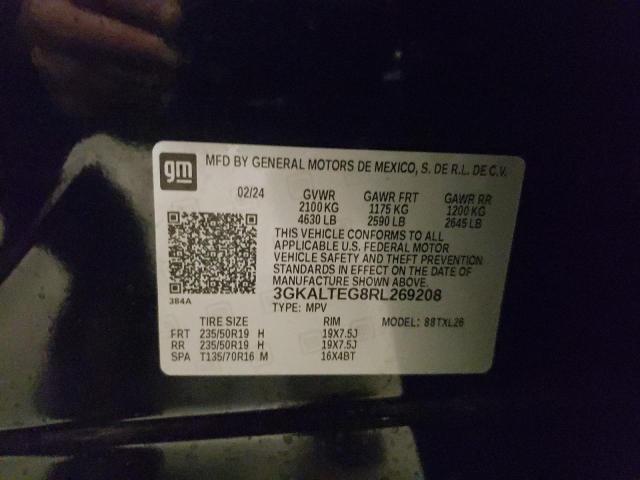 gm
MFD BY GENERAL MOTORS DE MEXICO, S. DE R.L. DE C.V.
02/24 GVWR GAWR FRT GAWR RR
2100 KG 1175 KG 1200 KG
4630 LB 2590 LB 2645 LB
THIS VEHICLE CONFORMS TO ALL
APPLICABLE U.S. FEDERAL MOTOR
VEHICLE SAFETY AND THEFT PREVENTION
STANDARDS IN EFFECT ON THE DATE OF
MANUFACTURE SHOWN ABOVE.
384A
3GKALTEG8RL269208
TYPE: MPV
TIRE SIZE RIM MODEL: 88TXL26
FRT 235/50R19 H 19X7.5J
RR 235/50R19 H 19X7.5J
SPA T135/70R16 M 16X4BT